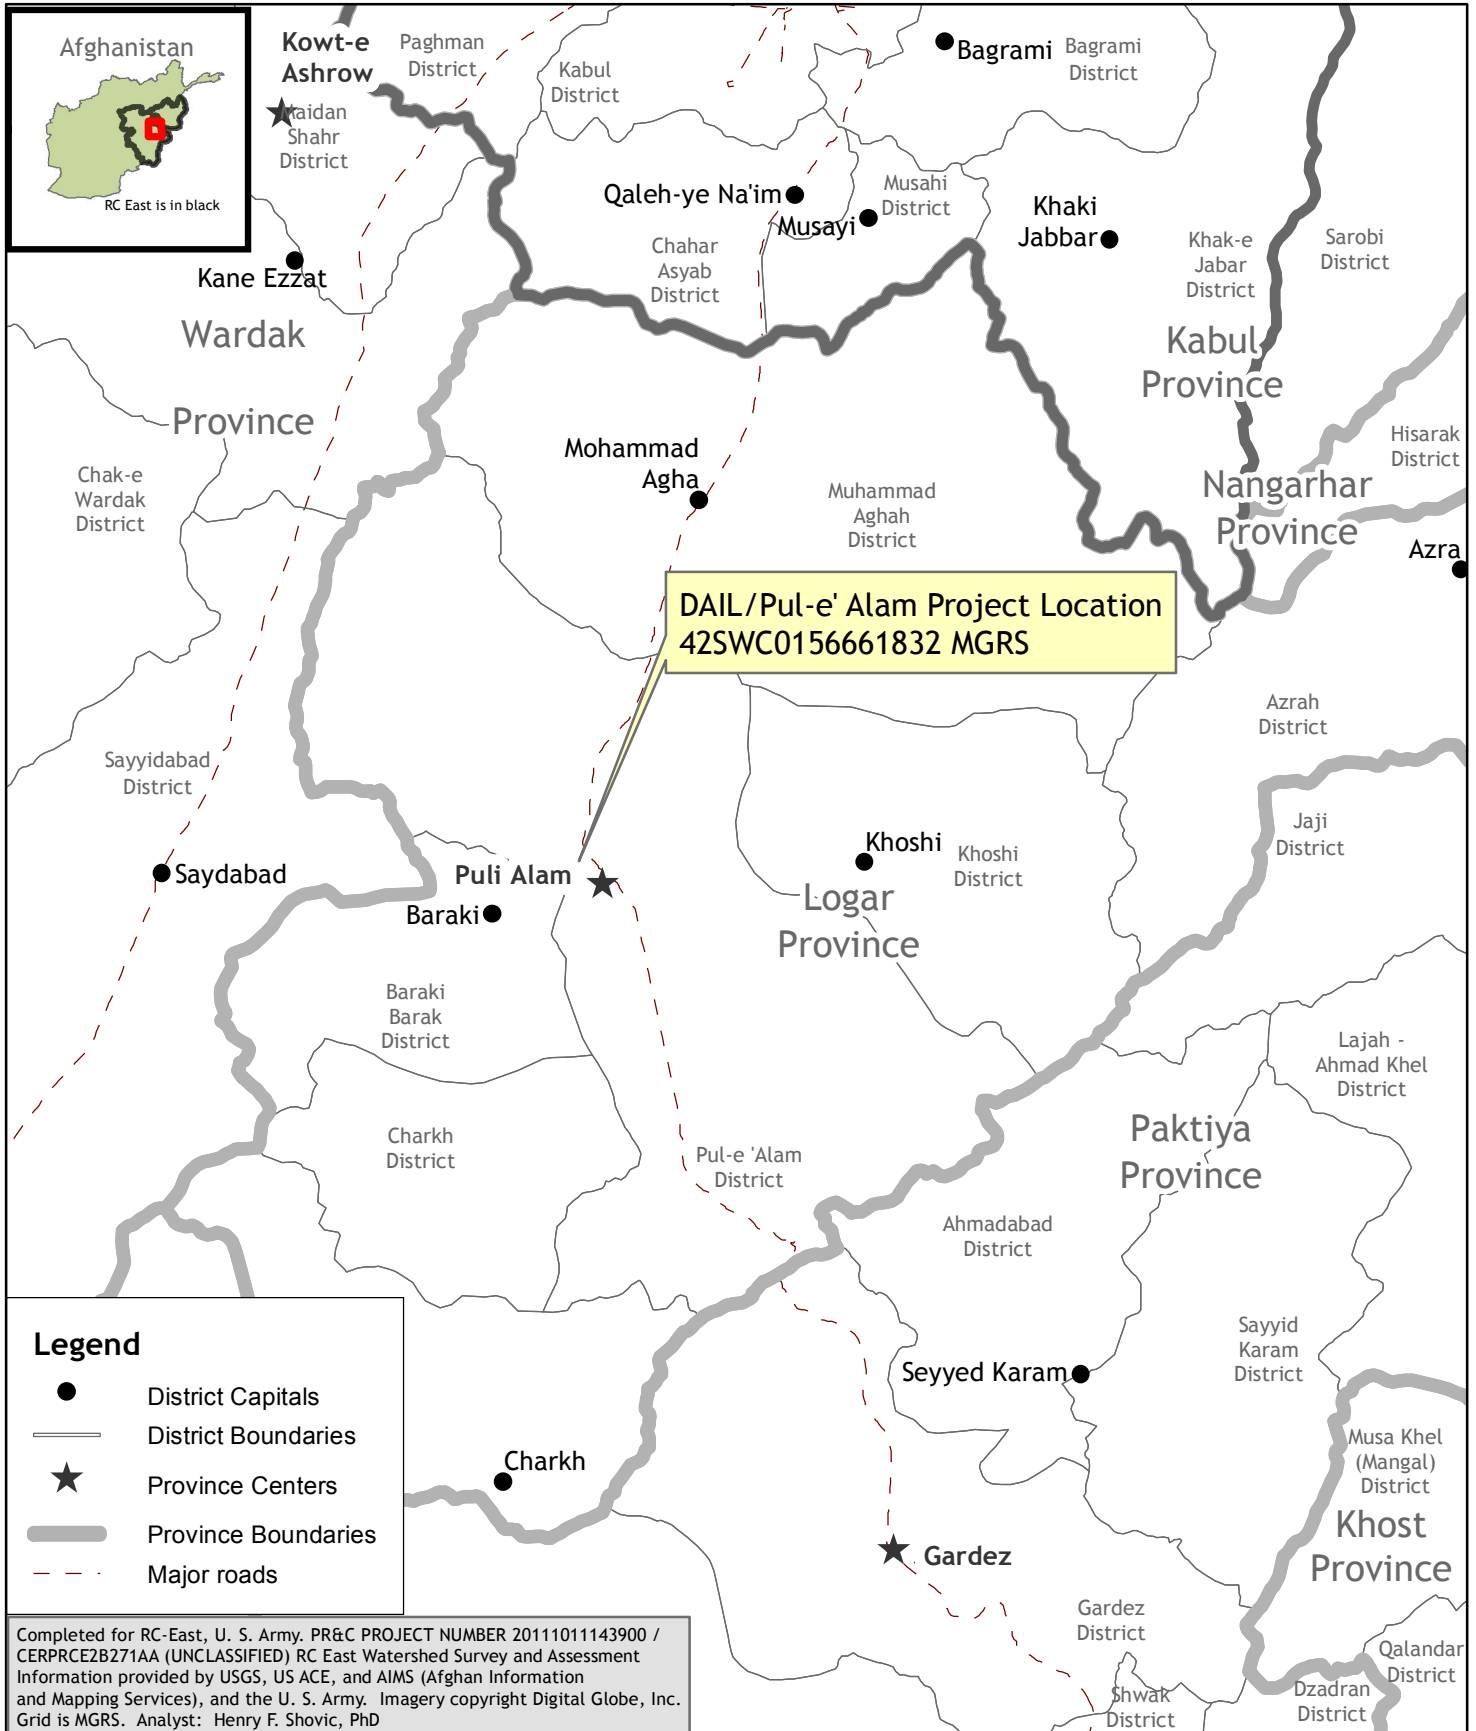 Afghanistan
RC East is in black
Kowt-e
Ashrow
Paghman
District
Kabul
District
Bagrami
Bagrami
District
Maidan
Shahr
District
Qaleh-ye Na'im
Musayi
Musahi
District
Khaki
Jabbar
Kane Ezzat
Chahar
Asyab
District
Khak-e
Jabar
District
Sarobi
District
Wardak
Province
Kabul
Province
Mohammad
Agha
Chak-e
Wardak
District
Muhammad
Aghah
District
Hisarak
District
Nangarhar
Province
Azra
DAIL/Pul-e' Alam Project Location
42SWC0156661832 MGRS
Azrah
District
Sayyidabad
District
Jaji
District
Khoshi
Khoshi
District
Saydabad
Puli Alam
Baraki
Logar
Province
Baraki
Barak
District
Lajah -
Ahmad Khel
District
Charkh
District
Pul-e 'Alam
District
Paktiya
Province
Ahmadabad
District
Sayyid
Karam
District
Seyyed Karam
Charkh
Musa Khel
(Mangal)
District
Khost
Province
Gardez
Gardez
District
Qalandar
District
Shwak
District
Dzadran
District
Legend
District Capitals
District Boundaries
Province Centers
Province Boundaries
Major roads
Completed for RC-East, U. S. Army. PR&C PROJECT NUMBER 20111011143900 /
CERPRCE2B271AA (UNCLASSIFIED) RC East Watershed Survey and Assessment
Information provided by USGS, US ACE, and AIMS (Afghan Information
and Mapping Services), and the U. S. Army. Imagery copyright Digital Globe, Inc.
Grid is MGRS. Analyst: Henry F. Shovic, PhD